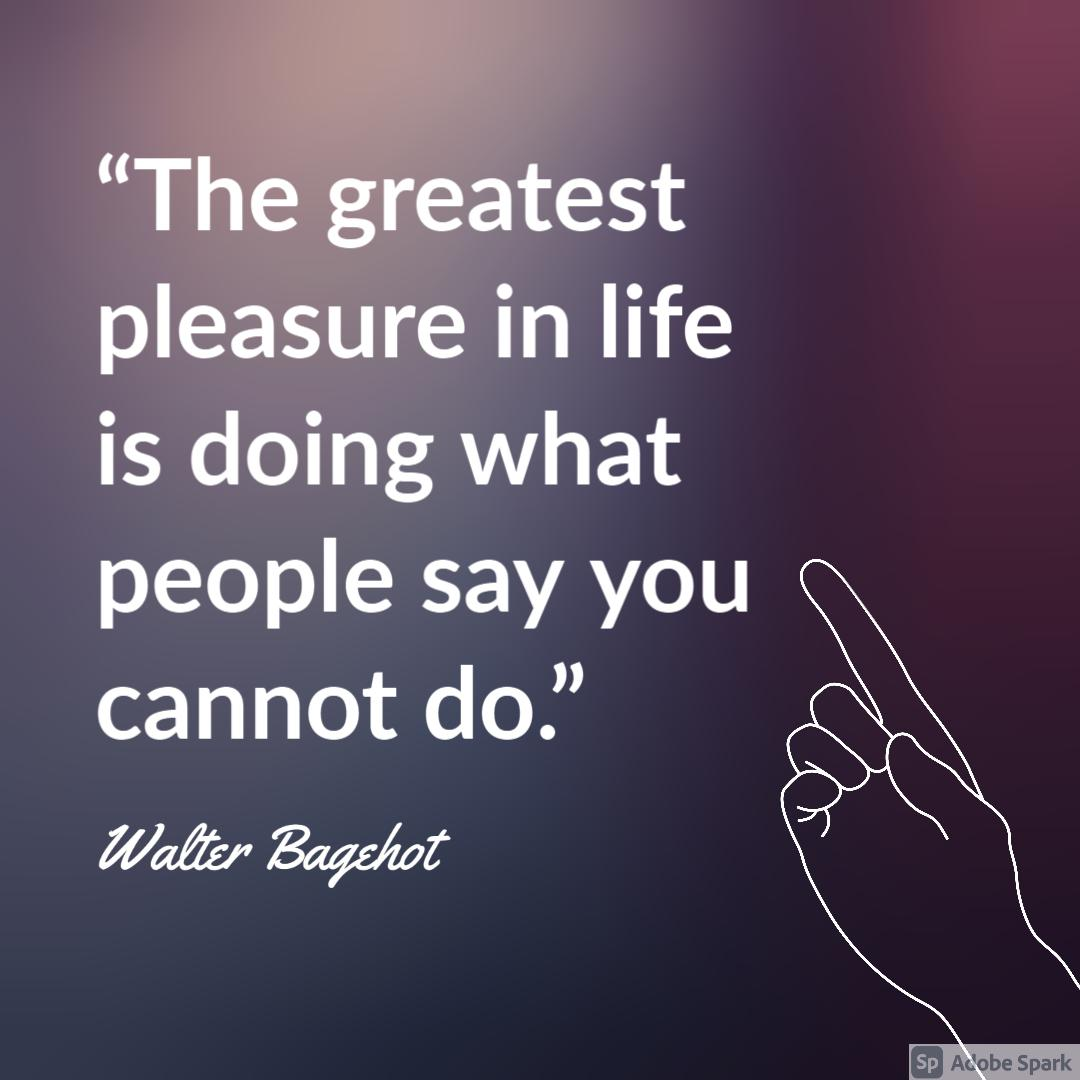 “The greatest
pleasure in life
is doing what
people say you
cannot do.”
Walter Bagehot
Sp Adobe Spark